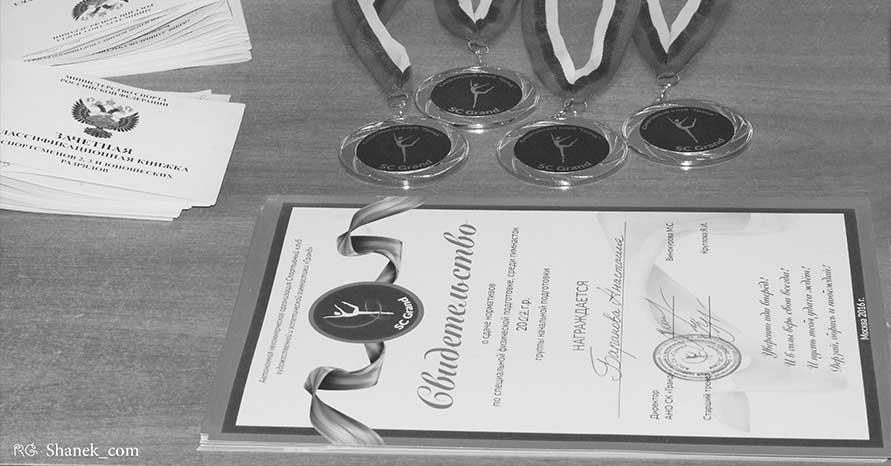 МИНИСТЕРСТВО СПОРТА
РОССИЙСКОЙ ФЕДЕРАЦИИ
ЗАЧЕТНАЯ
КЛАССИФИКАЦИОННАЯ КНИЖКА
СПОРТСМЕНОВ 2, 3 И ЮНОШЕСКИХ
РАЗРЯДОВ
SC Grand
SC Grand
SC Grand
SC Grand
Автономная некоммерческая организация Спортивный клуб
художественной и эстетической гимнастики «Гранд»
SC Grand
Свидетельство
о сдаче нормативов
по специальной физической подготовке, среди гимнасток
г.р.
группы начальной подготовки
НАГРАЖДАЕТСЯ
Анастасия
Директор
АНО СК «Гранд
Винокурова М.С
Старший тренер
Круглова Я.И
Уверенно иди вперед!
И в силы верь свои всегда!
И пусть тебя удача ждет!
Дерзай, борись и побеждай!
Москва 2016 г.
RG Shanek_com